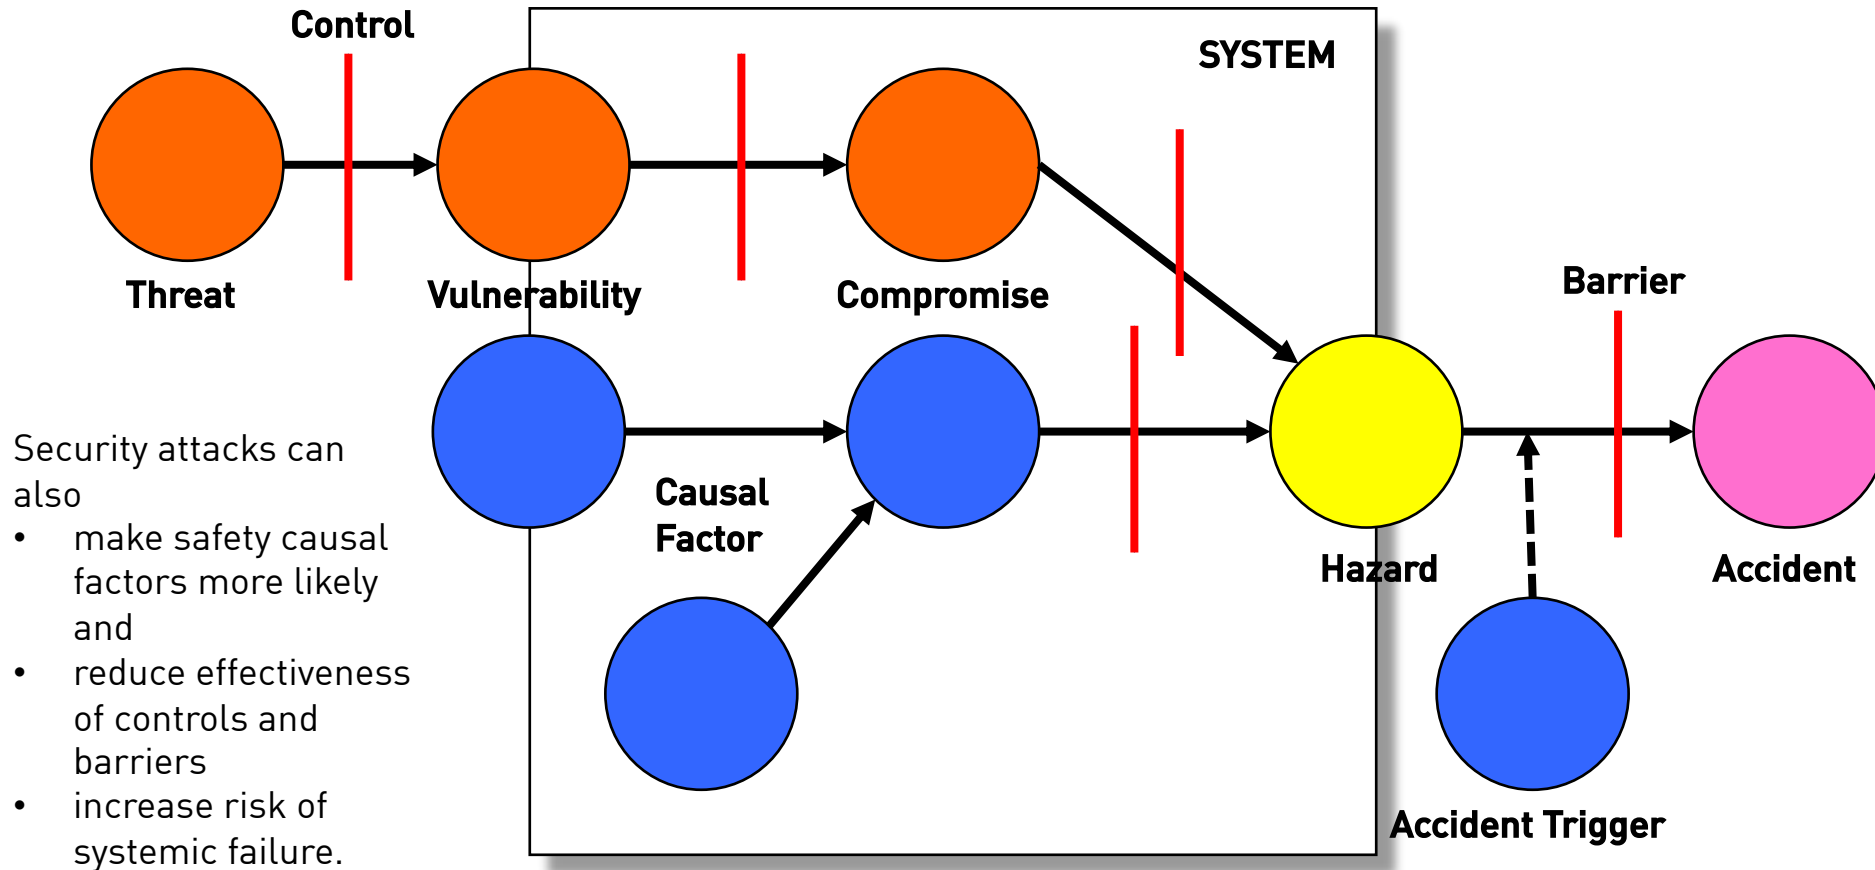 Control
SYSTEM
Threat
Vulnerability
Compromise
Barrier
Causal
Factor
Hazard
Accident
Accident Trigger
Security attacks can
also
• make safety causal
factors more likely
and
• reduce effectiveness
of controls and
barriers
• increase risk of
systemic failure.